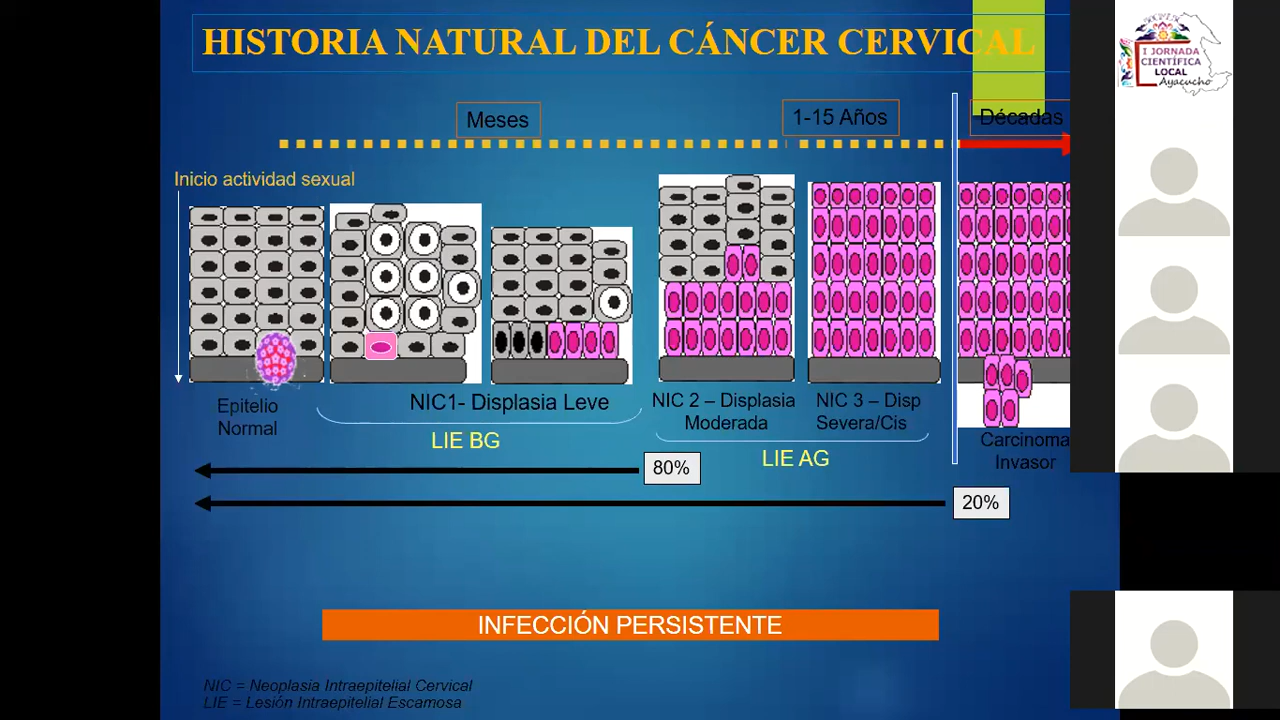 HISTORIA NATURAL DEL CÁNCER CERVICAL
I JORNADA
CIENTÍFICA
LOCAL
Ayacucho
Meses
1-15 Años
Décadas
Inicio actividad sexual
Epitelio
Normal
NIC1- Displasia Leve
NIC 2 – Displasia
Moderada
NIC 3 – Disp
Severa/Cis
Carcinoma
Invasor
LIE BG
LIE AG
80%
20%
INFECCIÓN PERSISTENTE
NIC = Neoplasia Intraepitelial Cervical
LIE = Lesión Intraepitelial Escamosa